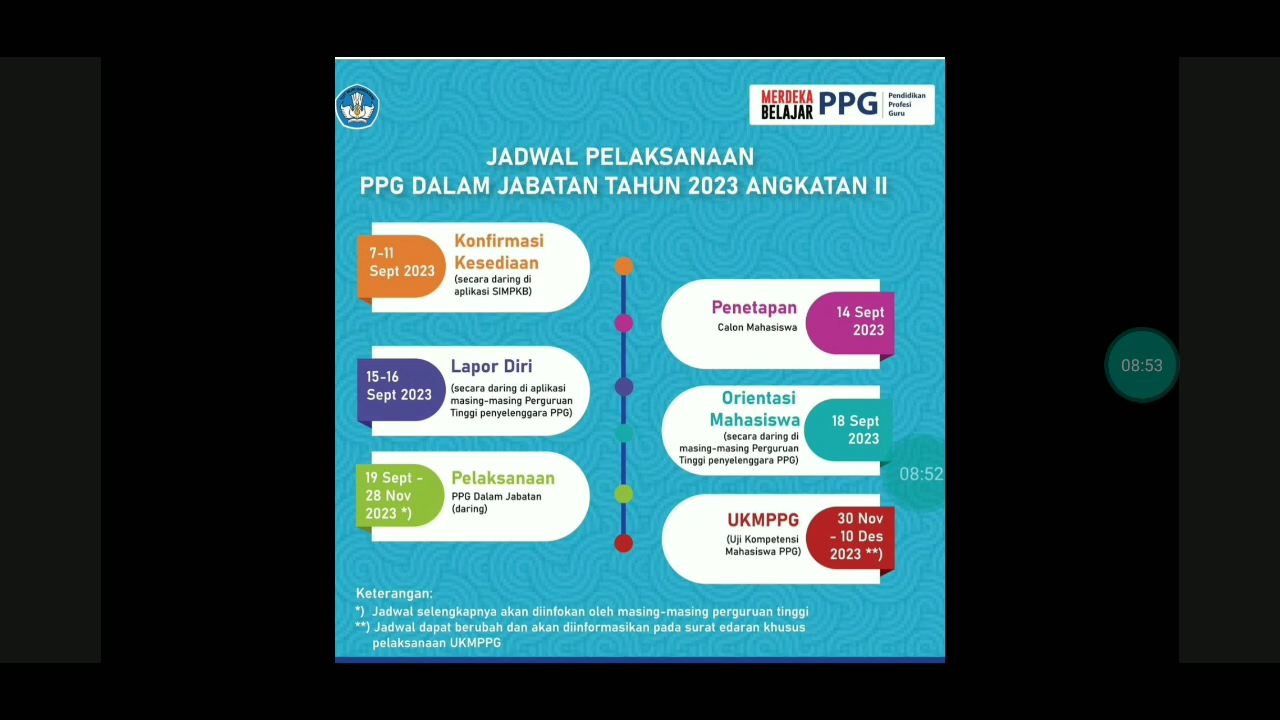 MERDEKA
BELAJAR
PPG
Pendidikan
Profesi
Guru
JADWAL PELAKSANAAN
PPG DALAM JABATAN TAHUN 2023 ANGKATAN II
7-11
Sept 2023
Konfirmasi
Kesediaan
(secara daring di
aplikasi SIMPKB)
Penetapan
Calon Mahasiswa
14 Sept
2023
15-16
Sept 2023
Lapor Diri
(secara daring di aplikasi
masing-masing Perguruan
Tinggi penyelenggara PPG)
Orientasi
Mahasiswa
(secara daring di
masing-masing Perguruan
Tinggi penyelenggara PPG)
18 Sept
2023
19 Sept -
28 Nov
2023 *)
Pelaksanaan
PPG Dalam Jabatan
(daring)
UKMPPG
(Uji Kompetensi
Mahasiswa PPG)
30 Nov
- 10 Des
2023 **)
Keterangan:
*) Jadwal selengkapnya akan diinfokan oleh masing-masing perguruan tinggi
**) Jadwal dapat berubah dan akan diinformasikan pada surat edaran khusus
pelaksanaan UKMPPG
08:53
08:52